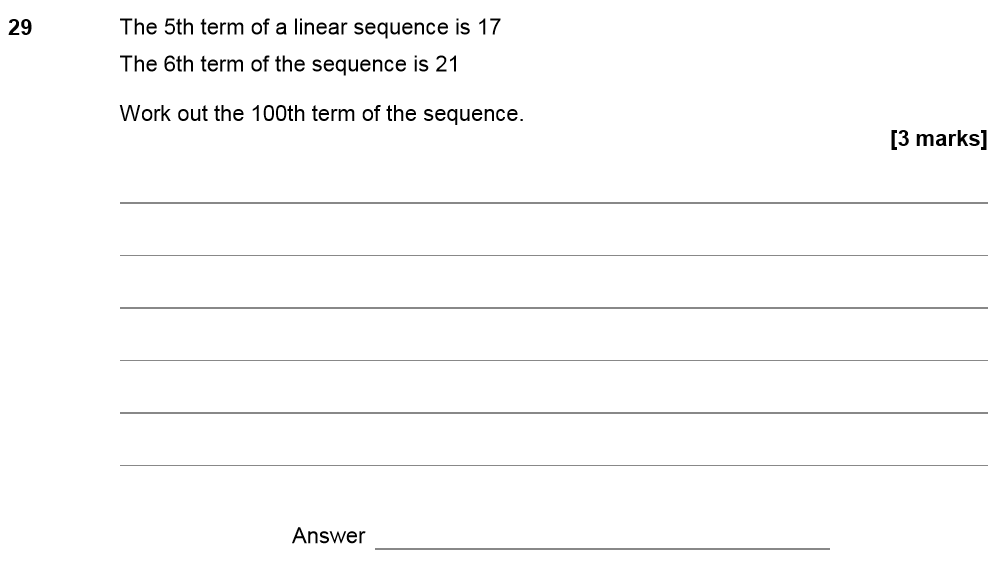 29 The 5th term of a linear sequence is 17
The 6th term of the sequence is 21
Work out the 100th term of the sequence.
[3 marks]
Answer